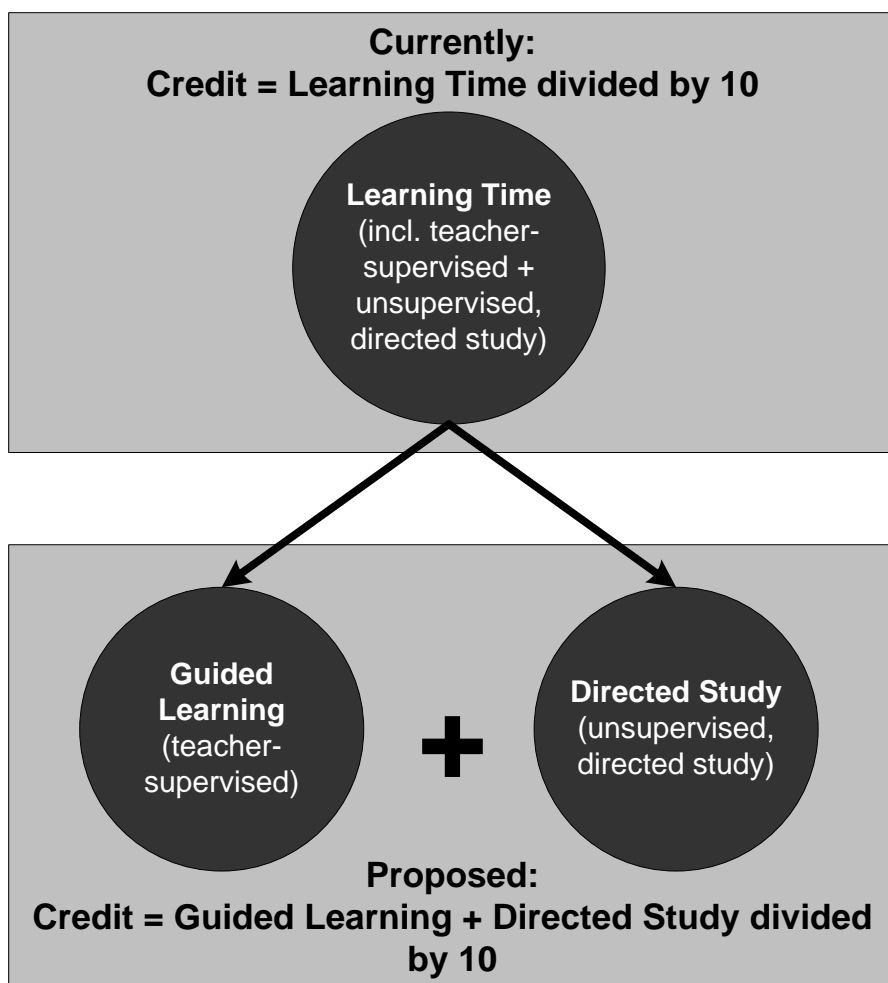 Currently:
Credit = Learning Time divided by 10
Learning Time
(incl. teacher-
supervised +
unsupervised,
directed study)
Guided
Learning
(teacher-
supervised)
+
Directed Study
(unsupervised,
directed study)
Proposed:
Credit = Guided Learning + Directed Study divided
by 10